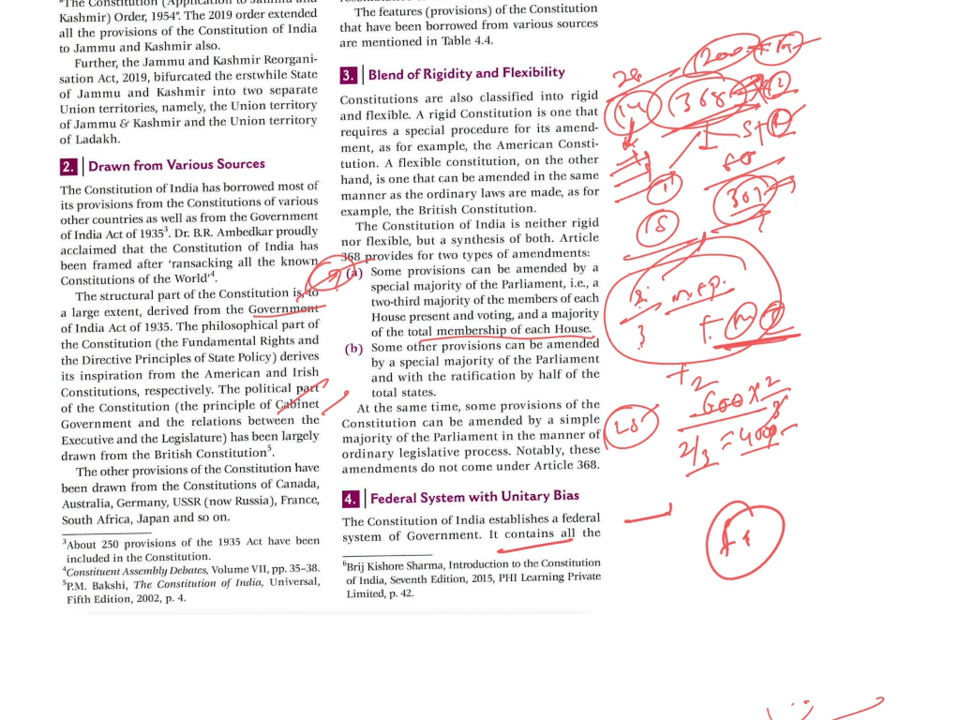 "The Constitution (Application to Jammu and
Kashmir) Order, 1954". The 2019 order extended
all the provisions of the Constitution of India
to Jammu and Kashmir also.
Further, the Jammu and Kashmir Reorgani-
sation Act, 2019, bifurcated the erstwhile State
of Jammu and Kashmir into two separate
Union territories, namely, the Union territory
of Jammu & Kashmir and the Union territory
of Ladakh.
2. Drawn from Various Sources
The Constitution of India has borrowed most of
its provisions from the Constitutions of various
other countries as well as from the Government
of India Act of 1935³. Dr. B.R. Ambedkar proudly
acclaimed that the Constitution of India has
been framed after 'ransacking all the known
Constitutions of the World'⁴.
The structural part of the Constitution is, to
a large extent, derived from the Government
of India Act of 1935. The philosophical part of
the Constitution (the Fundamental Rights and
the Directive Principles of State Policy) derives
its inspiration from the American and Irish
Constitutions, respectively. The political part
of the Constitution (the principle of Cabinet
Government and the relations between the
Executive and the Legislature) has been largely
drawn from the British Constitution⁵.
The other provisions of the Constitution have
been drawn from the Constitutions of Canada,
Australia, Germany, USSR (now Russia), France,
South Africa, Japan and so on.
³About 250 provisions of the 1935 Act have been
included in the Constitution.
⁴Constituent Assembly Debates, Volume VII, pp. 35–38.
⁵P.M. Bakshi, The Constitution of India, Universal,
Fifth Edition, 2002, p. 4.
The features (provisions) of the Constitution
that have been borrowed from various sources
are mentioned in Table 4.4.
3. Blend of Rigidity and Flexibility
Constitutions are also classified into rigid
and flexible. A rigid Constitution is one that
requires a special procedure for its amend-
ment, as for example, the American Consti-
tution. A flexible constitution, on the other
hand, is one that can be amended in the same
manner as the ordinary laws are made, as for
example, the British Constitution.
The Constitution of India is neither rigid
nor flexible, but a synthesis of both. Article
368 provides for two types of amendments:
(a) Some provisions can be amended by a
special majority of the Parliament, i.e., a
two-third majority of the members of each
House present and voting, and a majority
of the total membership of each House.
(b) Some other provisions can be amended
by a special majority of the Parliament
and with the ratification by half of the
total states.
At the same time, some provisions of the
Constitution can be amended by a simple
majority of the Parliament in the manner of
ordinary legislative process. Notably, these
amendments do not come under Article 368.
4. Federal System with Unitary Bias
The Constitution of India establishes a federal
system of Government. It contains all the
⁶Brij Kishore Sharma, Introduction to the Constitution
of India, Seventh Edition, 2015, PHI Learning Private
Limited, p. 42.
28
14
368
2
1
15
600 x 2
3
2/3 = 400